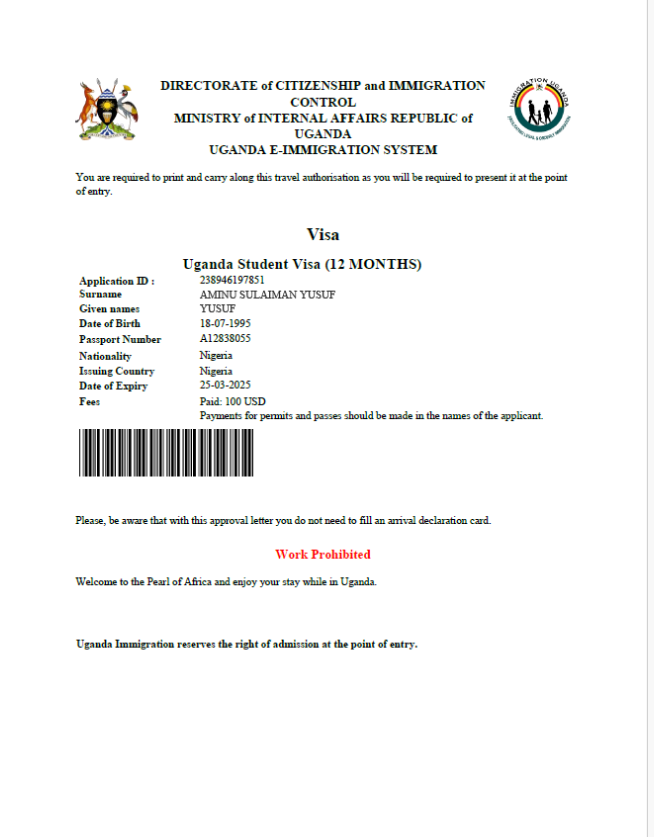 DIRECTORATE of CITIZENSHIP and IMMIGRATION
CONTROL
MINISTRY of INTERNAL AFFAIRS REPUBLIC of
UGANDA
UGANDA E-IMMIGRATION SYSTEM
IMMIGRATION UGANDA
You are required to print and carry along this travel authorisation as you will be required to present it at the point
of entry.
Visa
Uganda Student Visa (12 MONTHS)
Application ID : 238946197851
Surname AMINU SULAIMAN YUSUF
Given names YUSUF
Date of Birth 18-07-1995
Passport Number A12838055
Nationality Nigeria
Issuing Country Nigeria
Date of Expiry 25-03-2025
Fees Paid: 100 USD
Payments for permits and passes should be made in the names of the applicant.
Please, be aware that with this approval letter you do not need to fill an arrival declaration card.
Work Prohibited
Welcome to the Pearl of Africa and enjoy your stay while in Uganda.
Uganda Immigration reserves the right of admission at the point of entry.